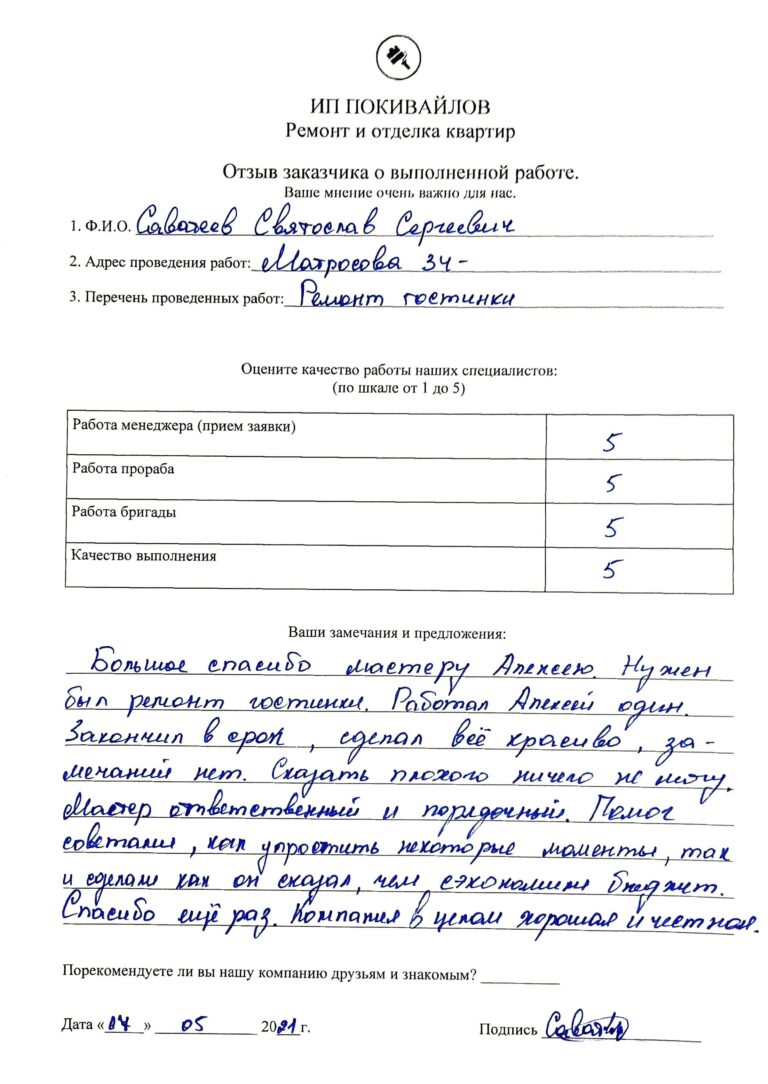 ИП ПОКИВАЙЛОВ
Ремонт и отделка квартир
Отзыв заказчика о выполненной работе.
Ваше мнение очень важно для нас.
1. Ф.И.О. Саватеев Святослав Сергеевич
2. Адрес проведения работ: Матросова 34 -
3. Перечень проведенных работ: Ремонт гостинки
Оцените качество работы наших специалистов:
(по шкале от 1 до 5)
Работа менеджера (прием заявки) 5
Работа прораба 5
Работа бригады 5
Качество выполнения 5
Ваши замечания и предложения:
Большое спасибо мастеру Алексею. Нужен
был ремонт гостинки. Работал Алексей один.
Закончил в срок, сделал всё красиво, за-
мечаний нет. Сказать плохого ничего не могу.
Мастер ответственный и порядочный. Помог
советами, как упростить некоторые моменты, так
и сделали как он сказал, чем сэкономили бюджет.
Спасибо ещё раз. Компания в целом хорошая и честная.
Порекомендуете ли вы нашу компанию друзьям и знакомым?
Дата « » 05 2021 г. Подпись